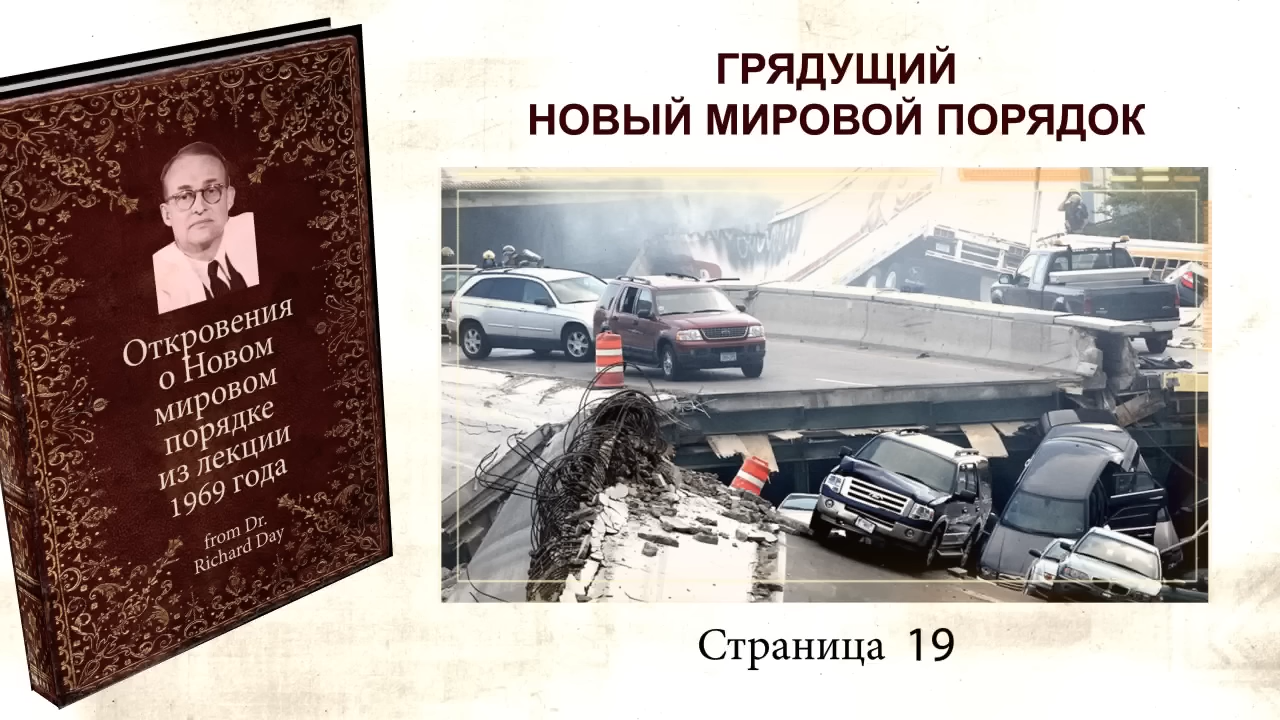 ГРЯДУЩИЙ
НОВЫЙ МИРОВОЙ ПОРЯДОК
Откровения
о Новом
мировом
порядке
из лекции
1969 года
from Dr.
Richard Day
Страница 19